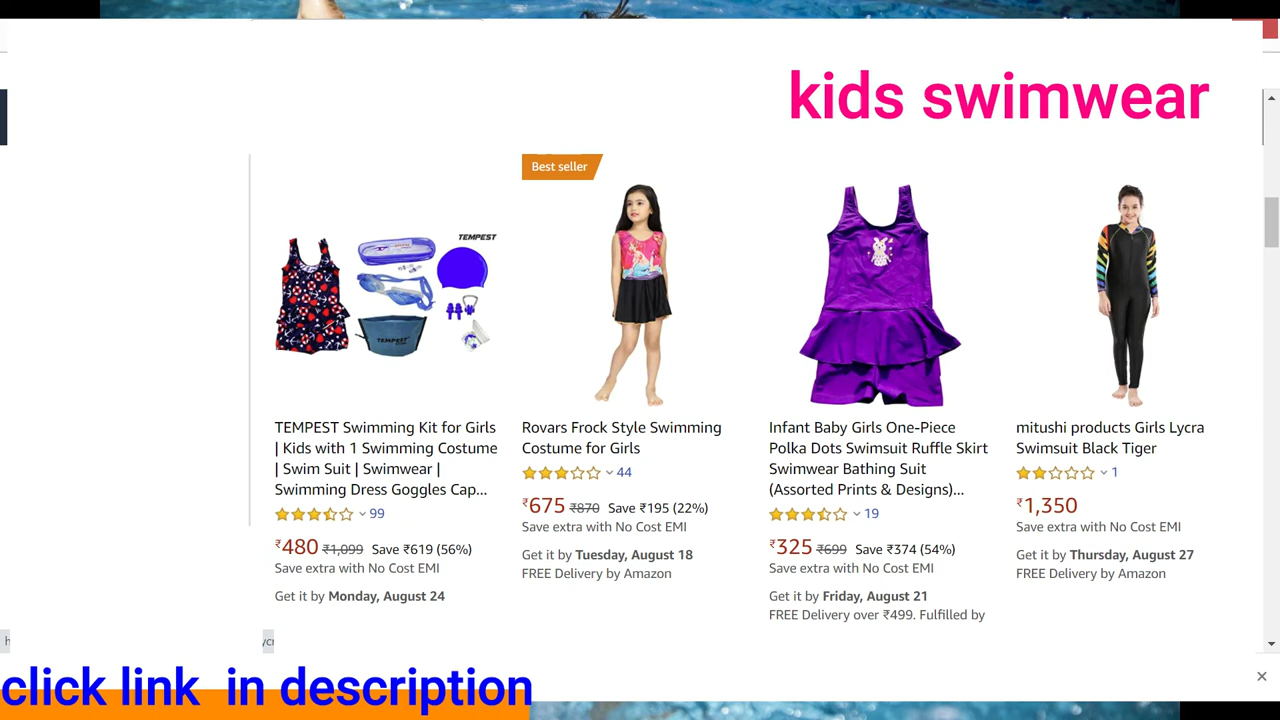 kids swimwear
Best seller
TEMPEST
TEMPEST
TEMPEST Swimming Kit for Girls
| Kids with 1 Swimming Costume
| Swim Suit | Swimwear |
Swimming Dress Goggles Cap...
99
₹480 ₹1,099 Save ₹619 (56%)
Save extra with No Cost EMI
Get it by Monday, August 24
Rovars Frock Style Swimming
Costume for Girls
44
₹675 ₹870 Save ₹195 (22%)
Save extra with No Cost EMI
Get it by Tuesday, August 18
FREE Delivery by Amazon
Infant Baby Girls One-Piece
Polka Dots Swimsuit Ruffle Skirt
Swimwear Bathing Suit
(Assorted Prints & Designs)...
19
₹325 ₹699 Save ₹374 (54%)
Save extra with No Cost EMI
Get it by Friday, August 21
FREE Delivery over ₹499. Fulfilled by
mitushi products Girls Lycra
Swimsuit Black Tiger
1
₹1,350
Save extra with No Cost EMI
Get it by Thursday, August 27
FREE Delivery by Amazon
click link in description